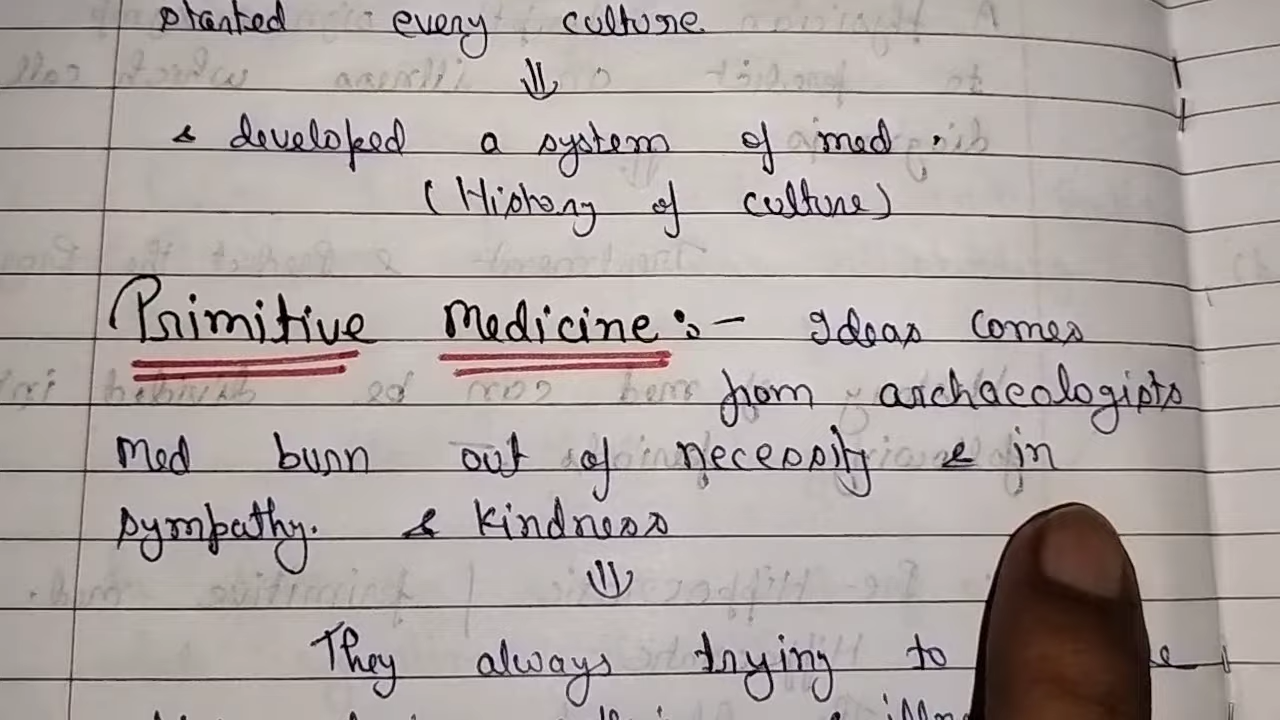 started every culture
⇓
& developed a system of med.
(History of culture)
Primitive Medicine:- Ideas comes
from archaeologists
Med burn out of necessity & in
sympathy. & kindness
⇓
They always trying to